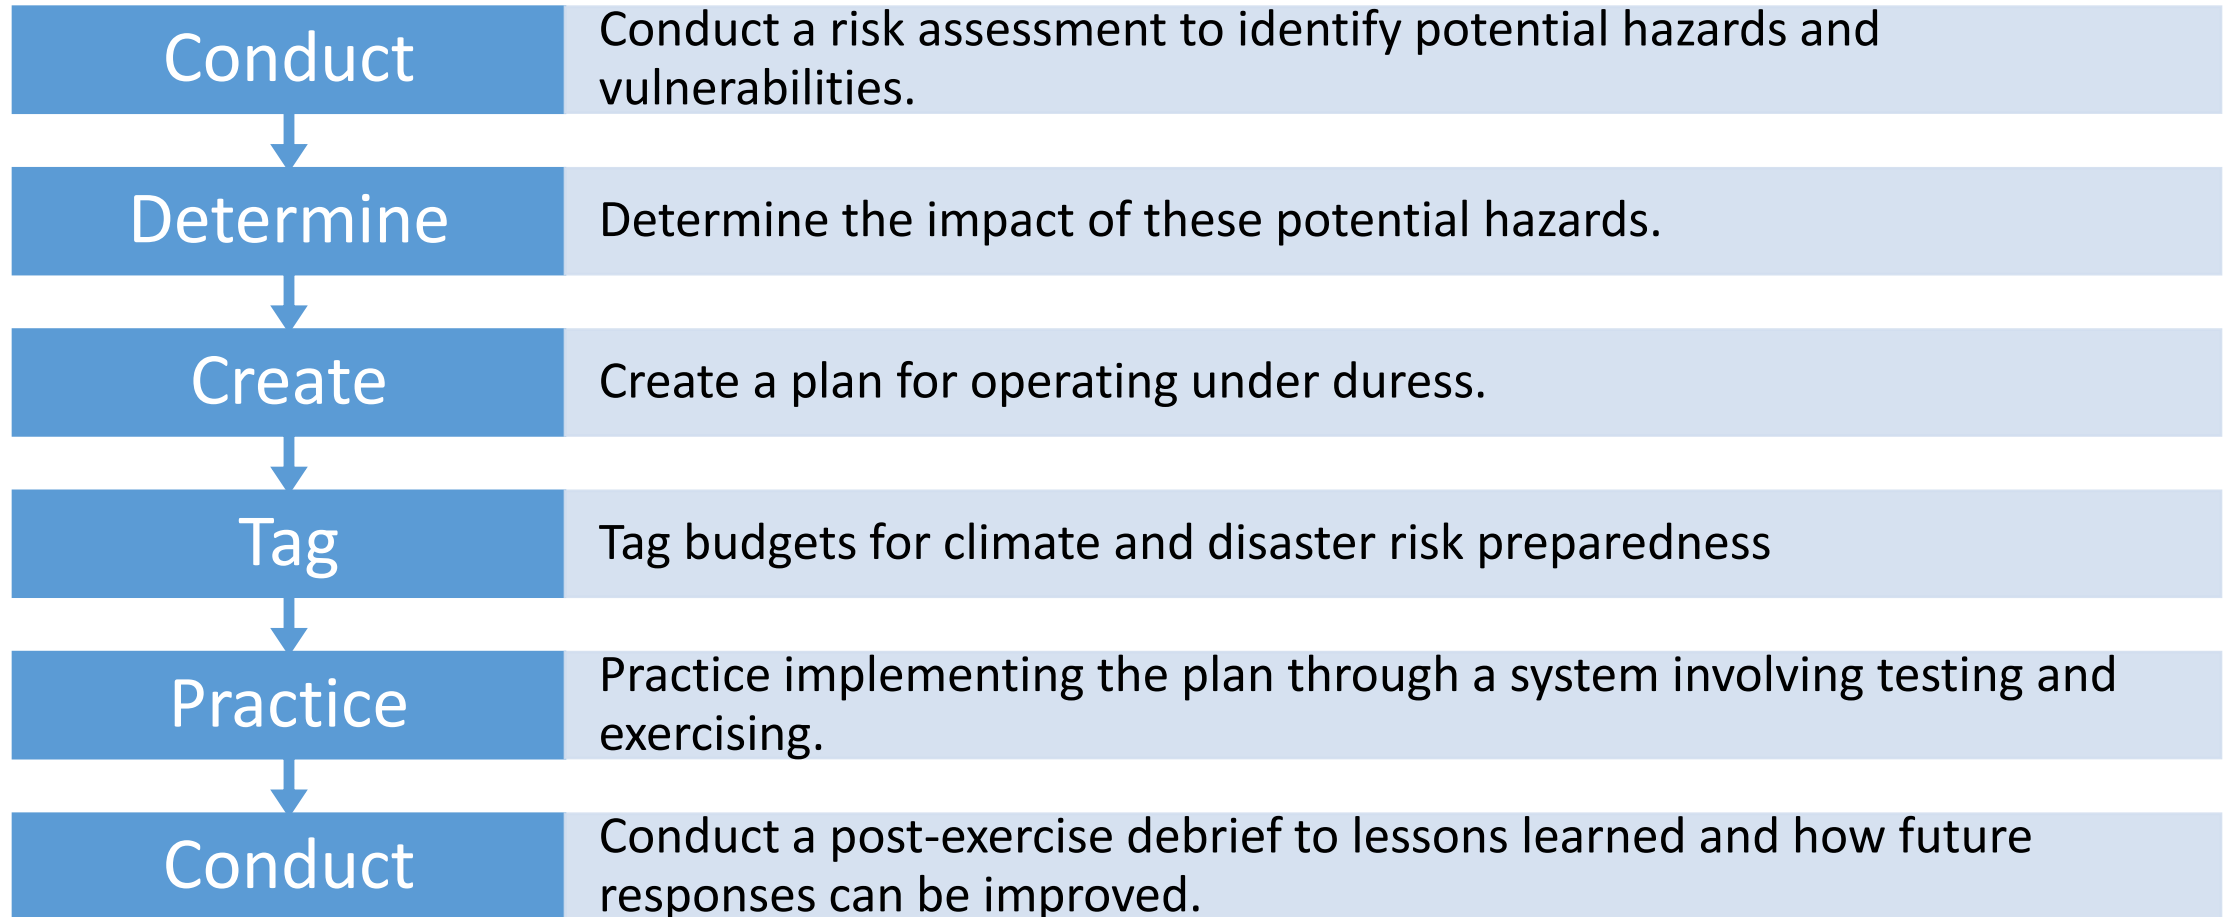 Conduct
Conduct a risk assessment to identify potential hazards and
vulnerabilities.
Determine
Determine the impact of these potential hazards.
Create
Create a plan for operating under duress.
Tag
Tag budgets for climate and disaster risk preparedness
Practice
Practice implementing the plan through a system involving testing and
exercising.
Conduct
Conduct a post-exercise debrief to lessons learned and how future
responses can be improved.